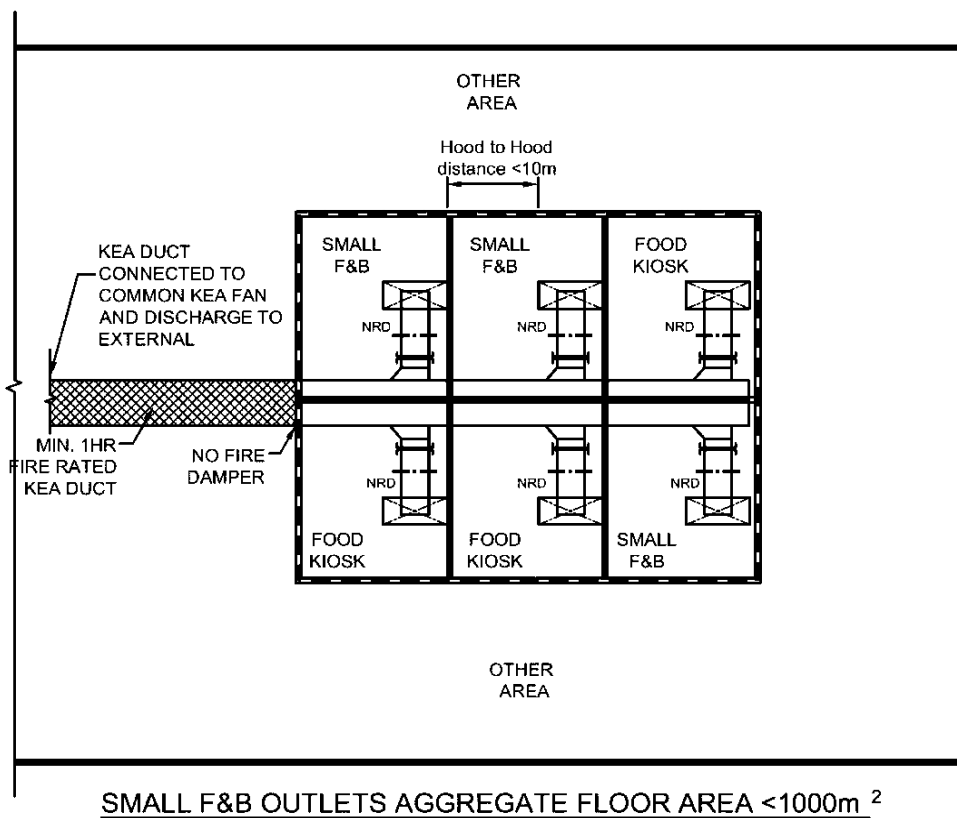 OTHER
AREA
Hood to Hood
distance <10m
KEA DUCT
CONNECTED TO
COMMON KEA FAN
AND DISCHARGE TO
EXTERNAL
SMALL
F&B
SMALL
F&B
FOOD
KIOSK
NRD
NRD
NRD
MIN. 1HR
FIRE RATED
KEA DUCT
NO FIRE
DAMPER
NRD
NRD
NRD
FOOD
KIOSK
FOOD
KIOSK
SMALL
F&B
OTHER
AREA
SMALL F&B OUTLETS AGGREGATE FLOOR AREA <1000m ²